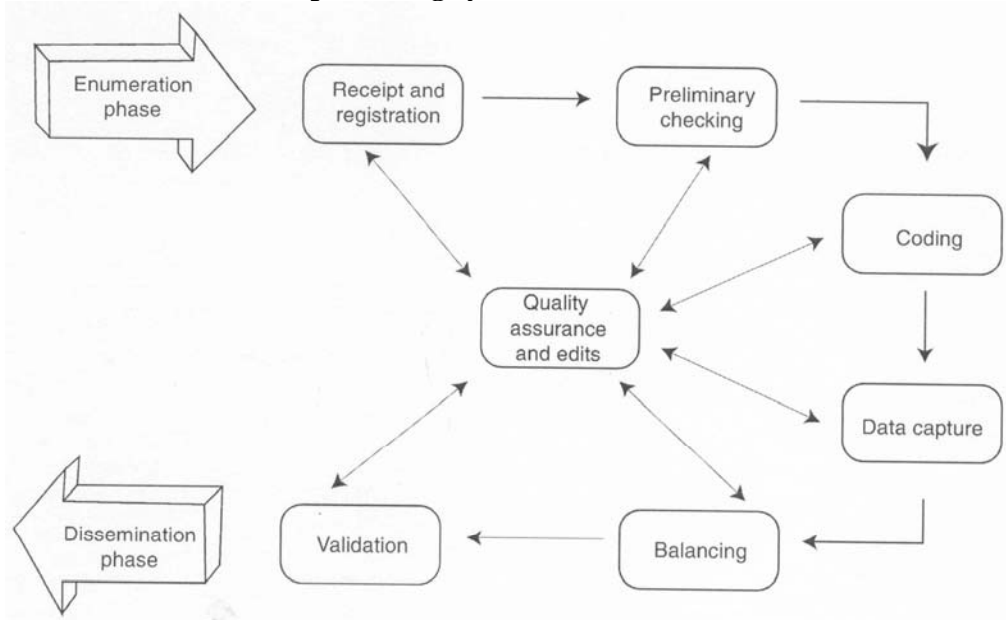 Enumeration
phase
Receipt and
registration
Preliminary
checking
Coding
Quality
assurance
and edits
Data capture
Dissemination
phase
Validation
Balancing